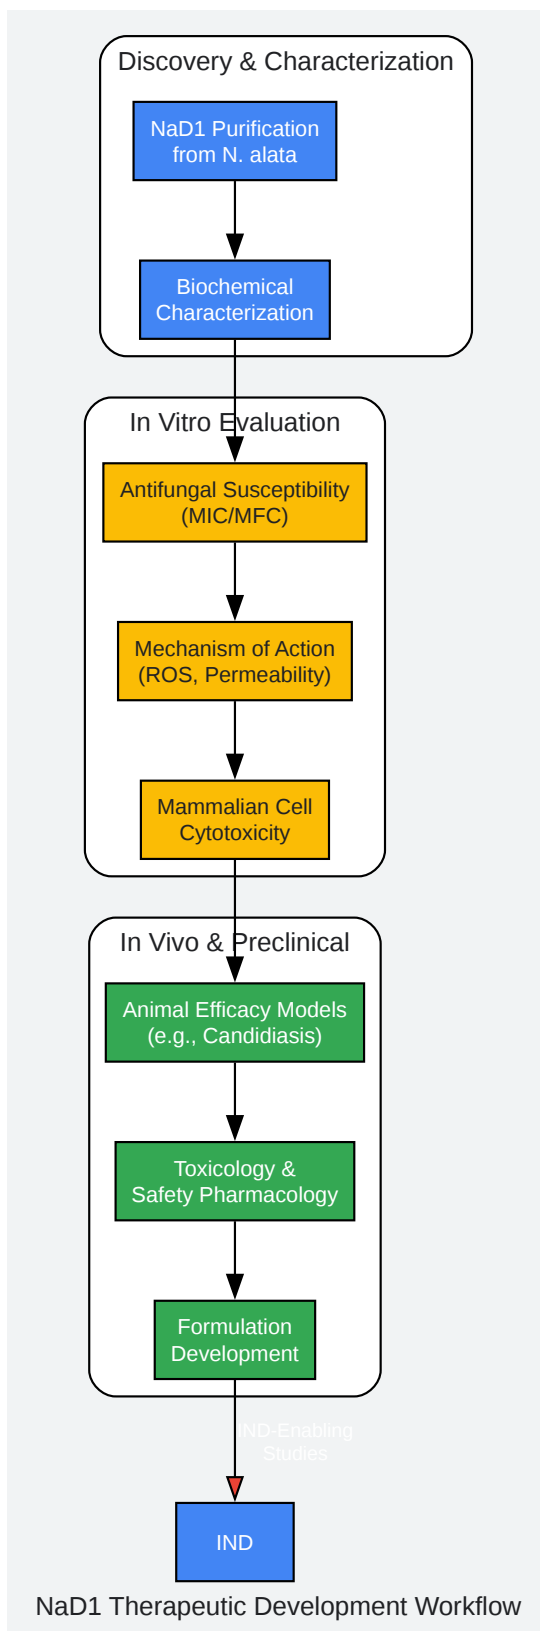 Discovery & Characterization
NaD1 Purification
from N. alata
Biochemical
Characterization
In Vitro Evaluation
Antifungal Susceptibility
(MIC/MFC)
Mechanism of Action
(ROS, Permeability)
Mammalian Cell
Cytotoxicity
In Vivo & Preclinical
Animal Efficacy Models
(e.g., Candidiasis)
Toxicology &
Safety Pharmacology
Formulation
Development
IND-Enabling
Studies
IND
NaD1 Therapeutic Development Workflow